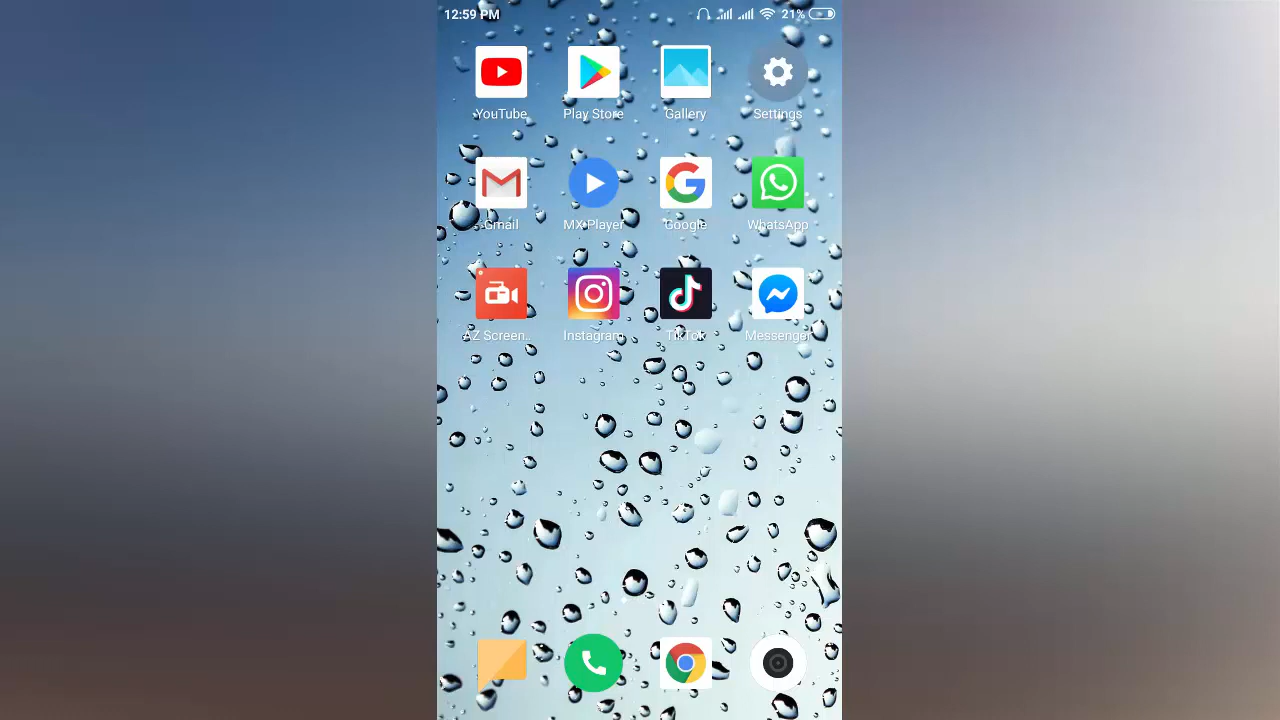 12:59 PM 21%
YouTube Play Store Gallery Settings
Gmail MX Player Google WhatsApp
AZ Screen.. Instagram TikTok Messenger